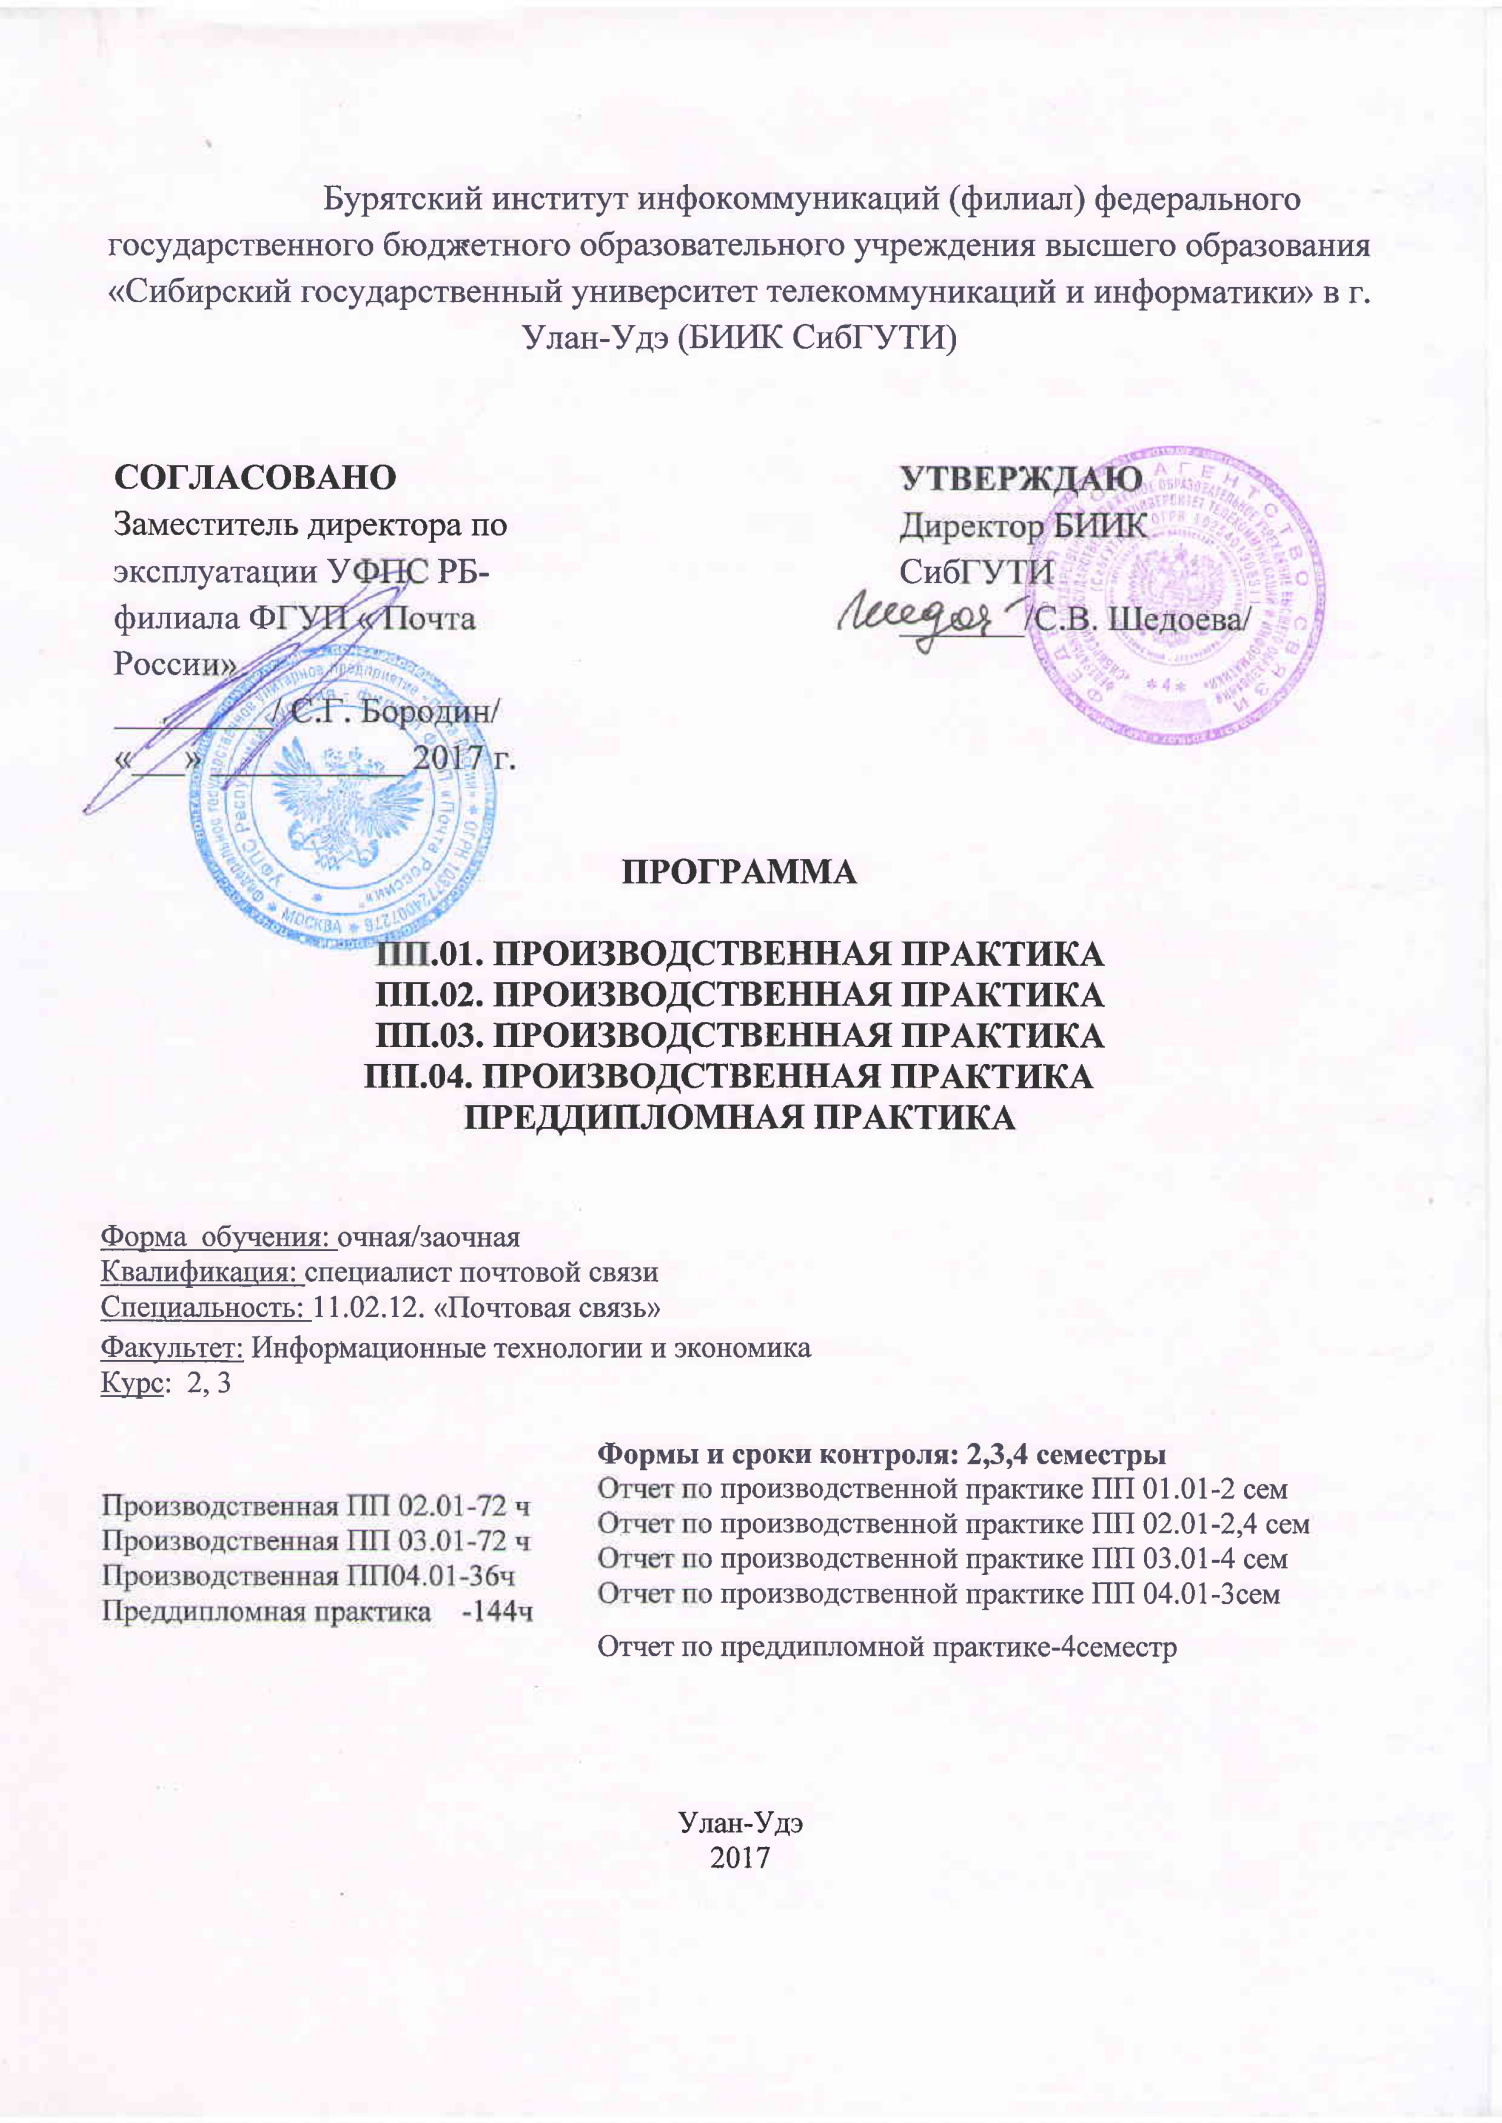 Бурятский институт инфокоммуникаций (филиал) федерального
государственного бюджетного образовательного учреждения высшего образования
«Сибирский государственный университет телекоммуникаций и информатики» в г.
Улан-Удэ (БИИК СибГУТИ)
СОГЛАСОВАНО
Заместитель директора по
эксплуатации УФПС РБ-
филиала ФГУП « Почта
России»
_________/ С.Г. Бородин/
«___» ___________ 2017 г.
УТВЕРЖДАЮ
Директор БИИК
СибГУТИ
_______/С.В. Шедоева/
МОСКВА
* 4 *
ПРОГРАММА
ПП.01. ПРОИЗВОДСТВЕННАЯ ПРАКТИКА
ПП.02. ПРОИЗВОДСТВЕННАЯ ПРАКТИКА
ПП.03. ПРОИЗВОДСТВЕННАЯ ПРАКТИКА
ПП.04. ПРОИЗВОДСТВЕННАЯ ПРАКТИКА
ПРЕДДИПЛОМНАЯ ПРАКТИКА
Форма обучения: очная/заочная
Квалификация: специалист почтовой связи
Специальность: 11.02.12. «Почтовая связь»
Факультет: Информационные технологии и экономика
Курс: 2, 3
Производственная ПП 02.01-72 ч
Производственная ПП 03.01-72 ч
Производственная ПП04.01-36ч
Преддипломная практика -144ч
Формы и сроки контроля: 2,3,4 семестры
Отчет по производственной практике ПП 01.01-2 сем
Отчет по производственной практике ПП 02.01-2,4 сем
Отчет по производственной практике ПП 03.01-4 сем
Отчет по производственной практике ПП 04.01-3сем
Отчет по преддипломной практике-4семестр
Улан-Удэ
2017